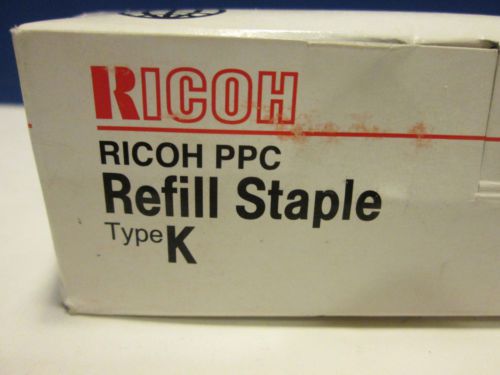 RICOH
RICOH PPC
Refill Staple
Type K